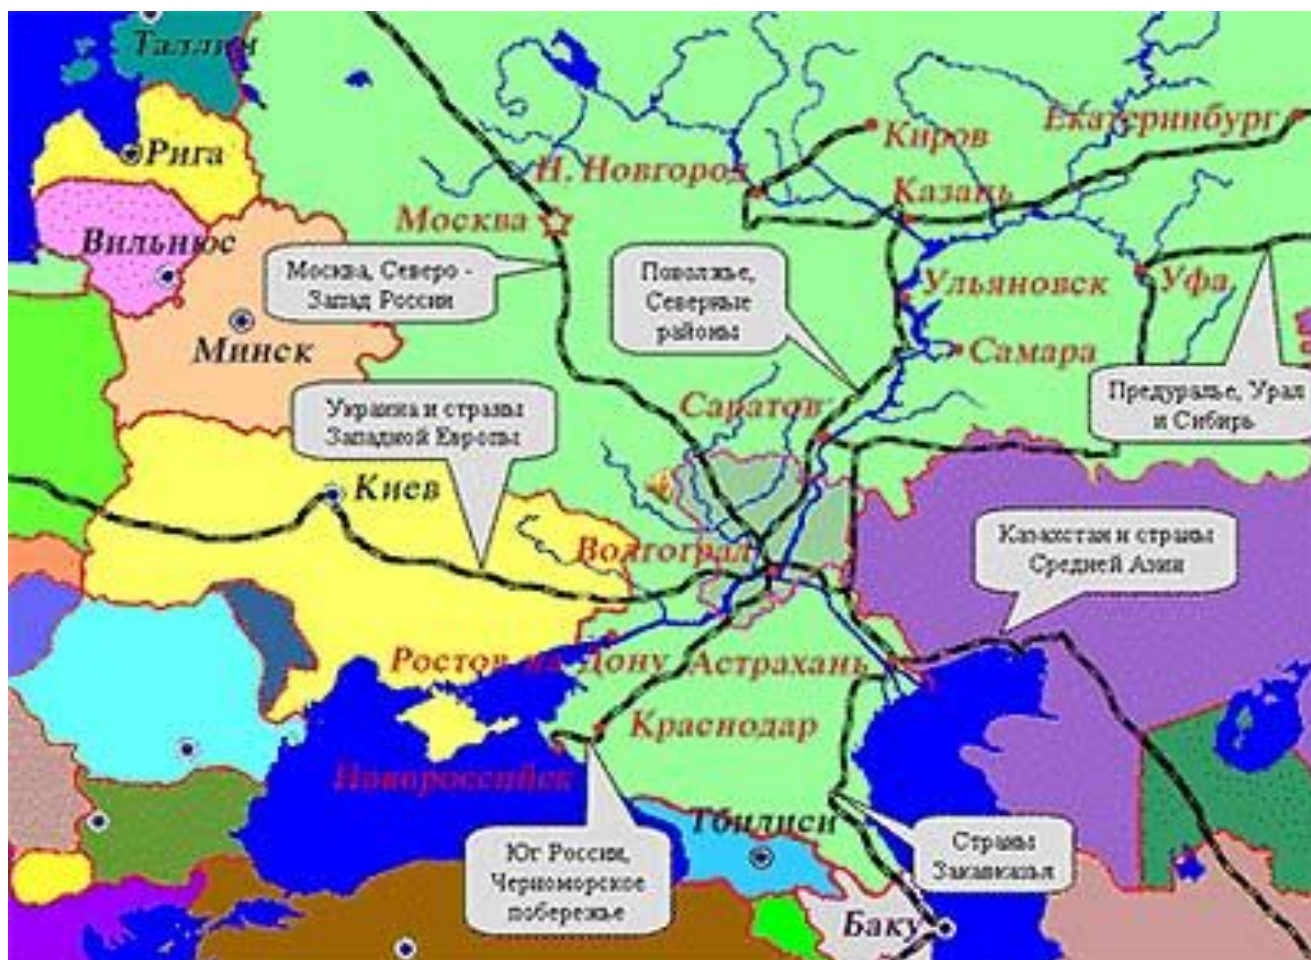 Таллин
Рига
Вильнюс
Минск
Киров
Екатеринбург
Н. Новгород
Казань
Москва
Москва, Северо -
Запад России
Поволжье,
Северные
районы
Ульяновск
Уфа
Самара
Предуралье, Урал
и Сибирь
Украина и страны
Западной Европы
Саратов
Киев
Волгоград
Казахстан и страны
Средней Азии
Ростов на Дону
Астрахань
Краснодар
Новороссийск
Тбилиси
Юг России,
Черноморское
побережье
Страны
Закавказья
Баку